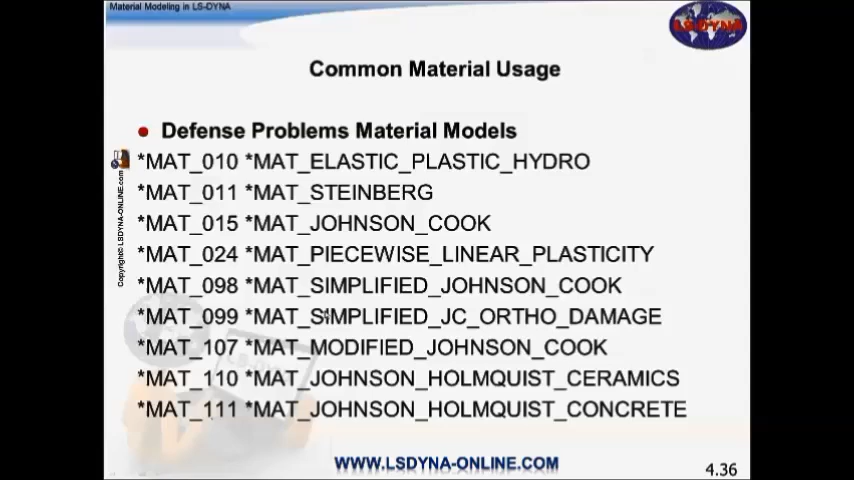 Material Modeling in LS-DYNA
LS-DYNA
Common Material Usage
Defense Problems Material Models
*MAT_010 *MAT_ELASTIC_PLASTIC_HYDRO
*MAT_011 *MAT_STEINBERG
*MAT_015 *MAT_JOHNSON_COOK
*MAT_024 *MAT_PIECEWISE_LINEAR_PLASTICITY
*MAT_098 *MAT_SIMPLIFIED_JOHNSON_COOK
*MAT_099 *MAT_SIMPLIFIED_JC_ORTHO_DAMAGE
*MAT_107 *MAT_MODIFIED_JOHNSON_COOK
*MAT_110 *MAT_JOHNSON_HOLMQUIST_CERAMICS
*MAT_111 *MAT_JOHNSON_HOLMQUIST_CONCRETE
Copyright© LSDYNA-ONLINE.com
WWW.LSDYNA-ONLINE.COM
4.36